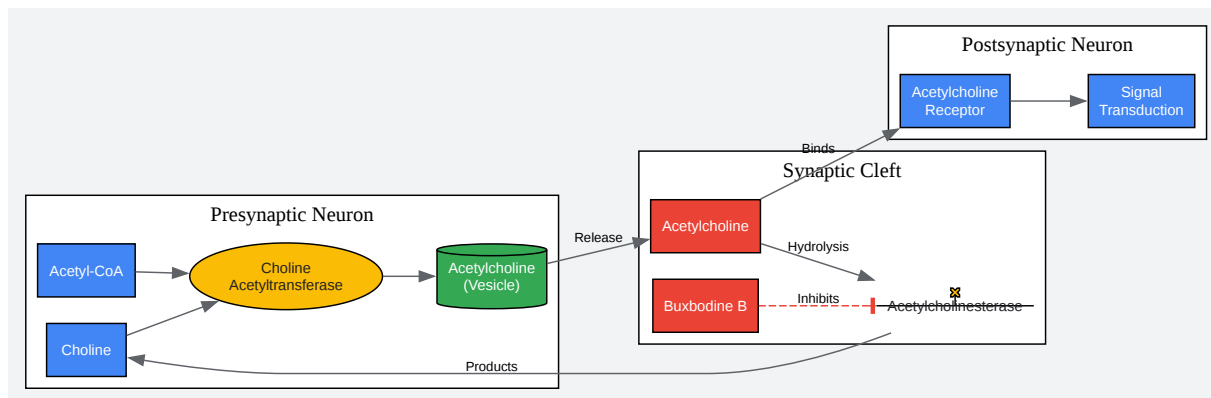 Postsynaptic Neuron
Acetylcholine
Receptor
Signal
Transduction
Binds
Synaptic Cleft
Acetylcholine
Hydrolysis
Buxbodine B
Inhibits
Acetylcholinesterase
Presynaptic Neuron
Acetyl-CoA
Choline
Acetyltransferase
Acetylcholine
(Vesicle)
Release
Choline
Products